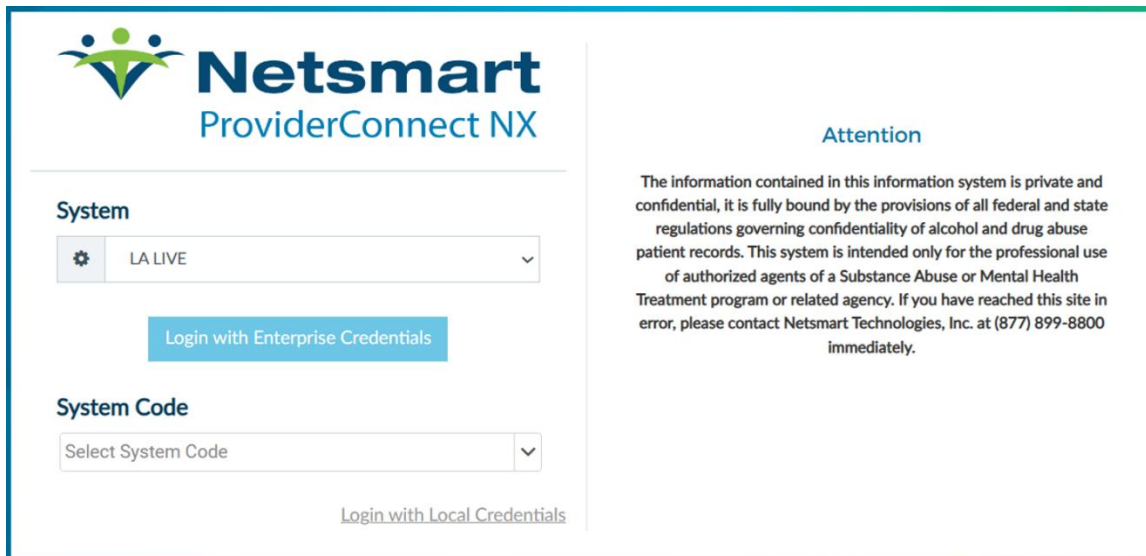 Netsmart
ProviderConnect NX
System
LA LIVE
Login with Enterprise Credentials
System Code
Select System Code
Login with Local Credentials
Attention
The information contained in this information system is private and
confidential, it is fully bound by the provisions of all federal and state
regulations governing confidentiality of alcohol and drug abuse
patient records. This system is intended only for the professional use
of authorized agents of a Substance Abuse or Mental Health
Treatment program or related agency. If you have reached this site in
error, please contact Netsmart Technologies, Inc. at (877) 899-8800
immediately.